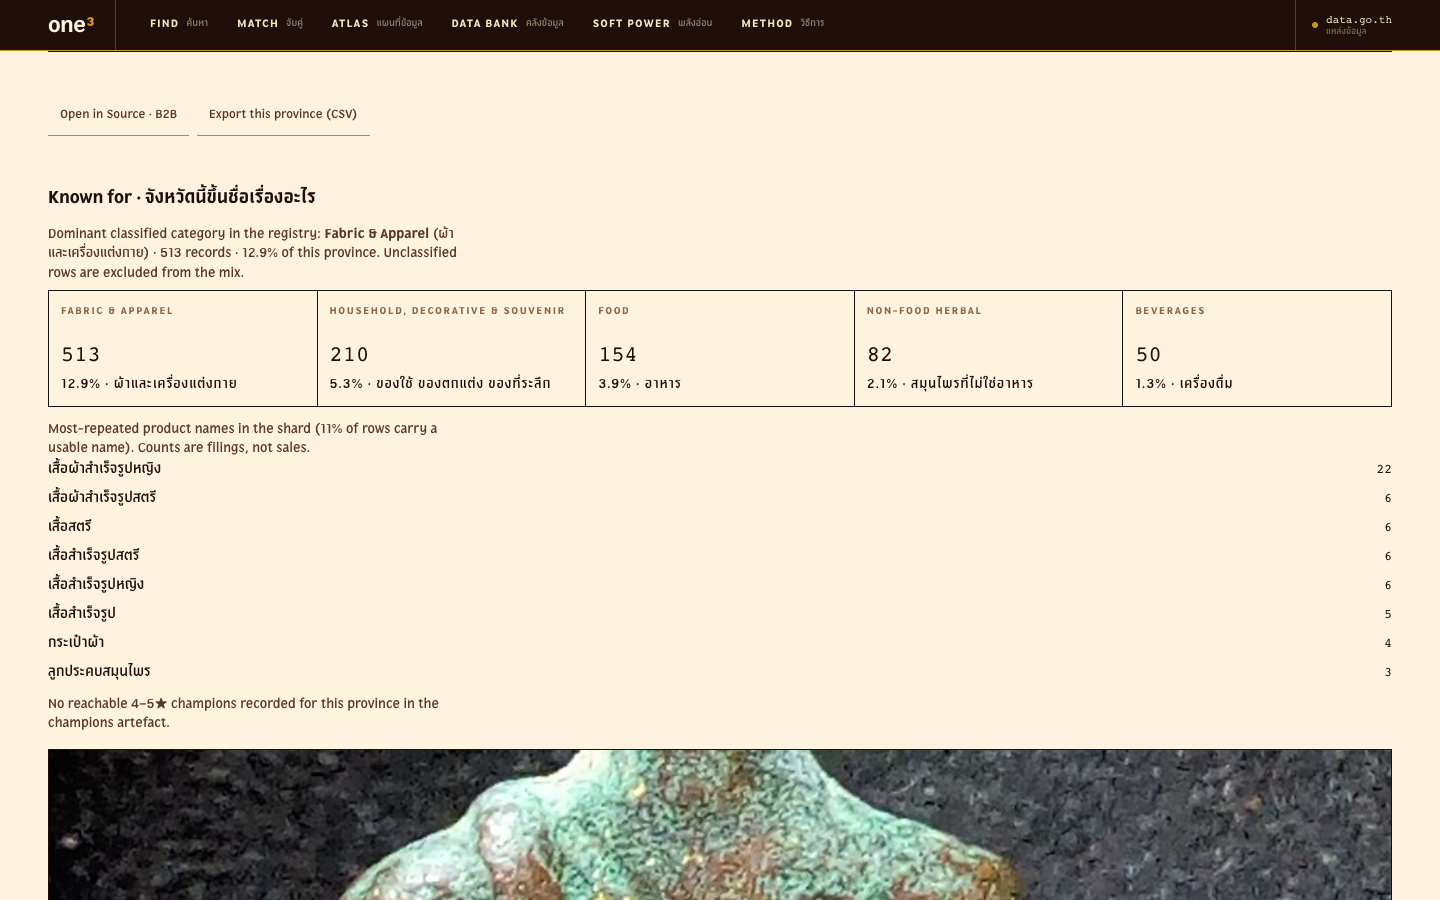 one³ FIND ค้นหา MATCH จับคู่ ATLAS แผนที่ข้อมูล DATA BANK คลังข้อมูล SOFT POWER พลังอ่อน METHOD วิธีการ data.go.th
แหล่งข้อมูล
Open in Source · B2B Export this province (CSV)
Known for · จังหวัดนี้ขึ้นชื่อเรื่องอะไร
Dominant classified category in the registry: Fabric & Apparel (ผ้า
และเครื่องแต่งกาย) · 513 records · 12.9% of this province. Unclassified
rows are excluded from the mix.
FABRIC & APPAREL HOUSEHOLD, DECORATIVE & SOUVENIR FOOD NON-FOOD HERBAL BEVERAGES
513 210 154 82 50
12.9% · ผ้าและเครื่องแต่งกาย 5.3% · ของใช้ ของตกแต่ง ของที่ระลึก 3.9% · อาหาร 2.1% · สมุนไพรที่ไม่ใช่อาหาร 1.3% · เครื่องดื่ม
Most-repeated product names in the shard (11% of rows carry a
usable name). Counts are filings, not sales.
เสื้อผ้าสำเร็จรูปหญิง 22
เสื้อผ้าสำเร็จรูปสตรี 6
เสื้อสตรี 6
เสื้อสำเร็จรูปสตรี 6
เสื้อสำเร็จรูปหญิง 6
เสื้อสำเร็จรูป 5
กระเป๋าผ้า 4
ลูกประคบสมุนไพร 3
No reachable 4–5★ champions recorded for this province in the
champions artefact.